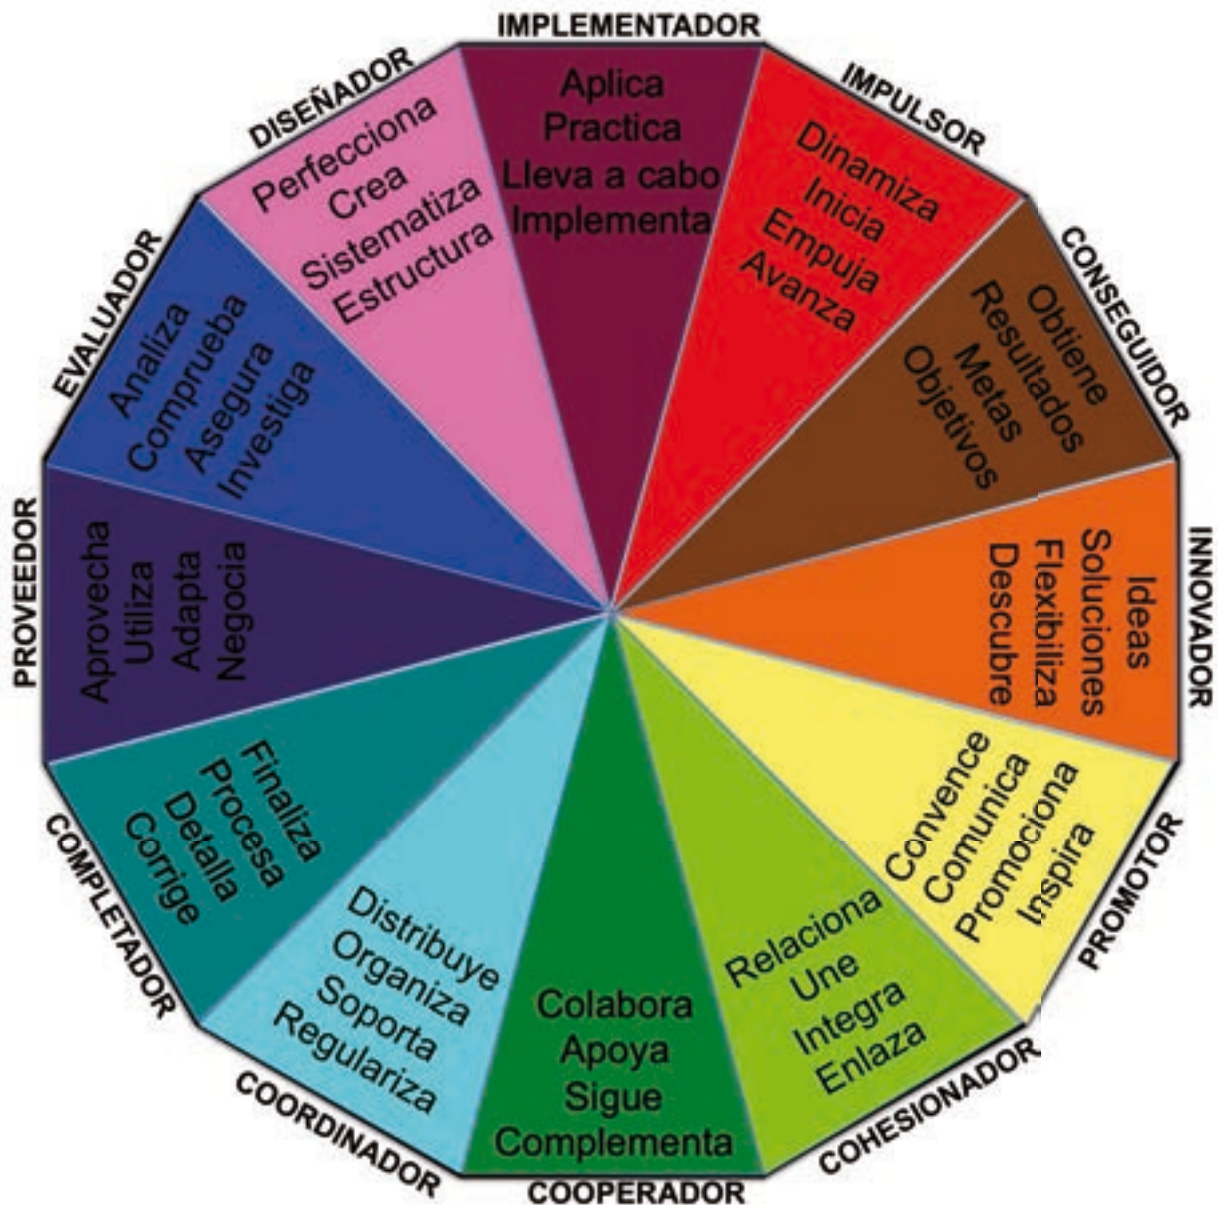 IMPLEMENTADOR
Aplica
Practica
Lleva a cabo
Implementa
IMPULSOR
Dinamiza
Inicia
Empuja
Avanza
CONSEGUIDOR
Obtiene
Resultados
Metas
Objetivos
INNOVADOR
Ideas
Soluciones
Flexibiliza
Descubre
PROMOTOR
Convence
Comunica
Promociona
Inspira
COHESIONADOR
Relaciona
Une
Integra
Enlaza
COOPERADOR
Colabora
Apoya
Sigue
Complementa
COORDINADOR
Distribuye
Organiza
Soporta
Regulariza
COMPLETADOR
Finaliza
Procesa
Detalla
Corrige
PROVEEDOR
Aprovecha
Utiliza
Adapta
Negocia
EVALUADOR
Analiza
Comprueba
Asegura
Investiga
DISEÑADOR
Perfecciona
Crea
Sistematiza
Estructura